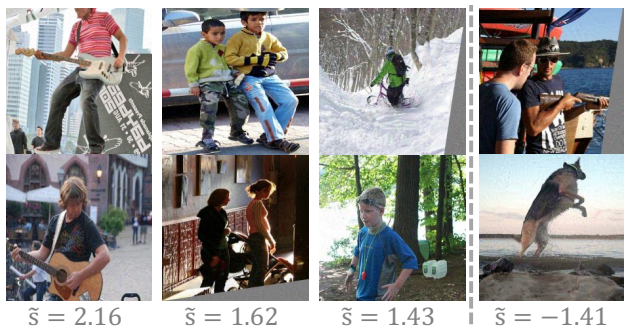 s̃ = 2.16
s̃ = 1.62
s̃ = 1.43
s̃ = −1.41